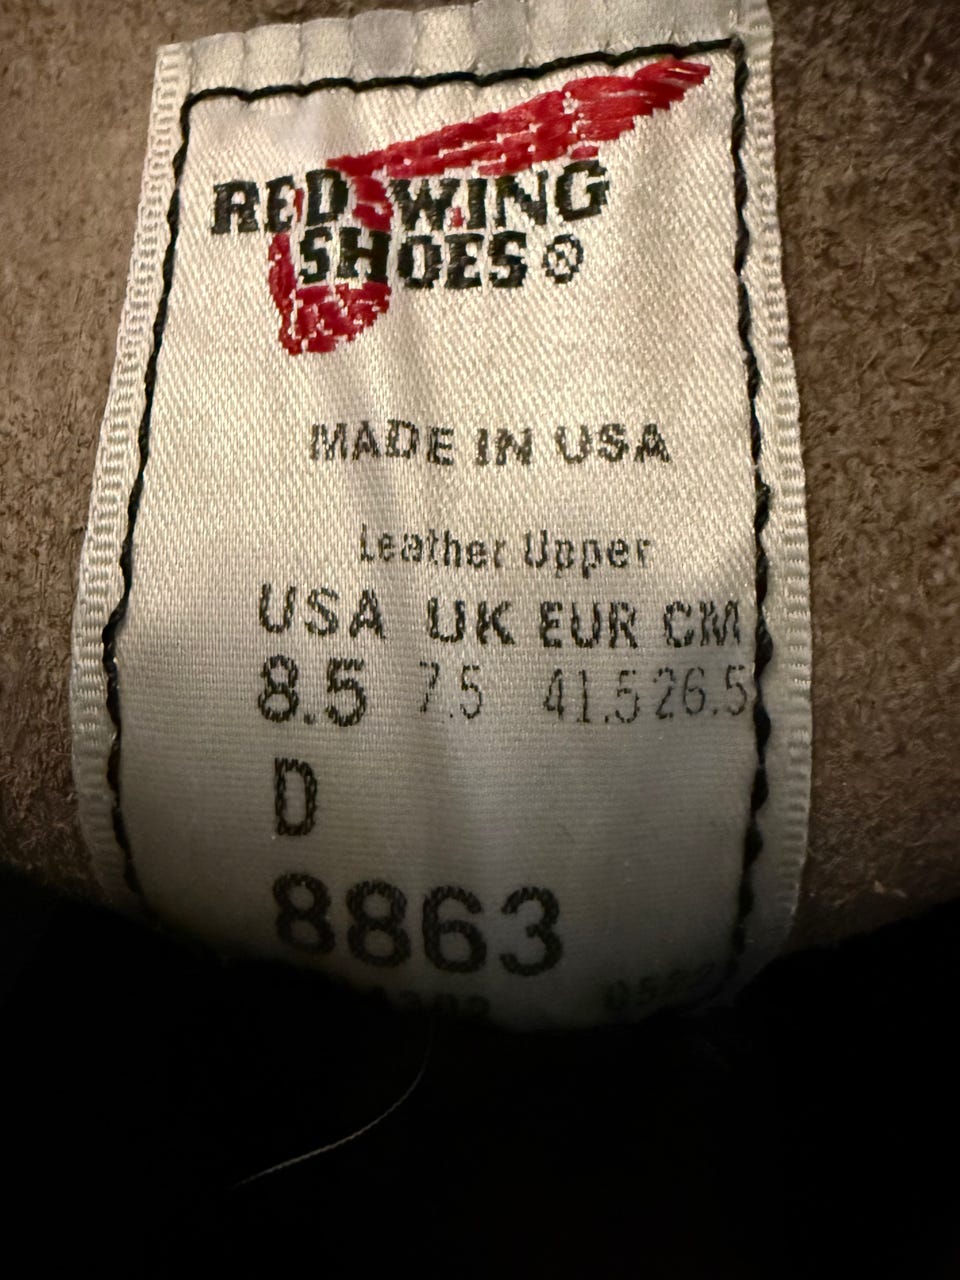 RED WING
SHOES®
MADE IN USA
Leather Upper
USA UK EUR CM
8.5 7.5 41.5 26.5
D
8863